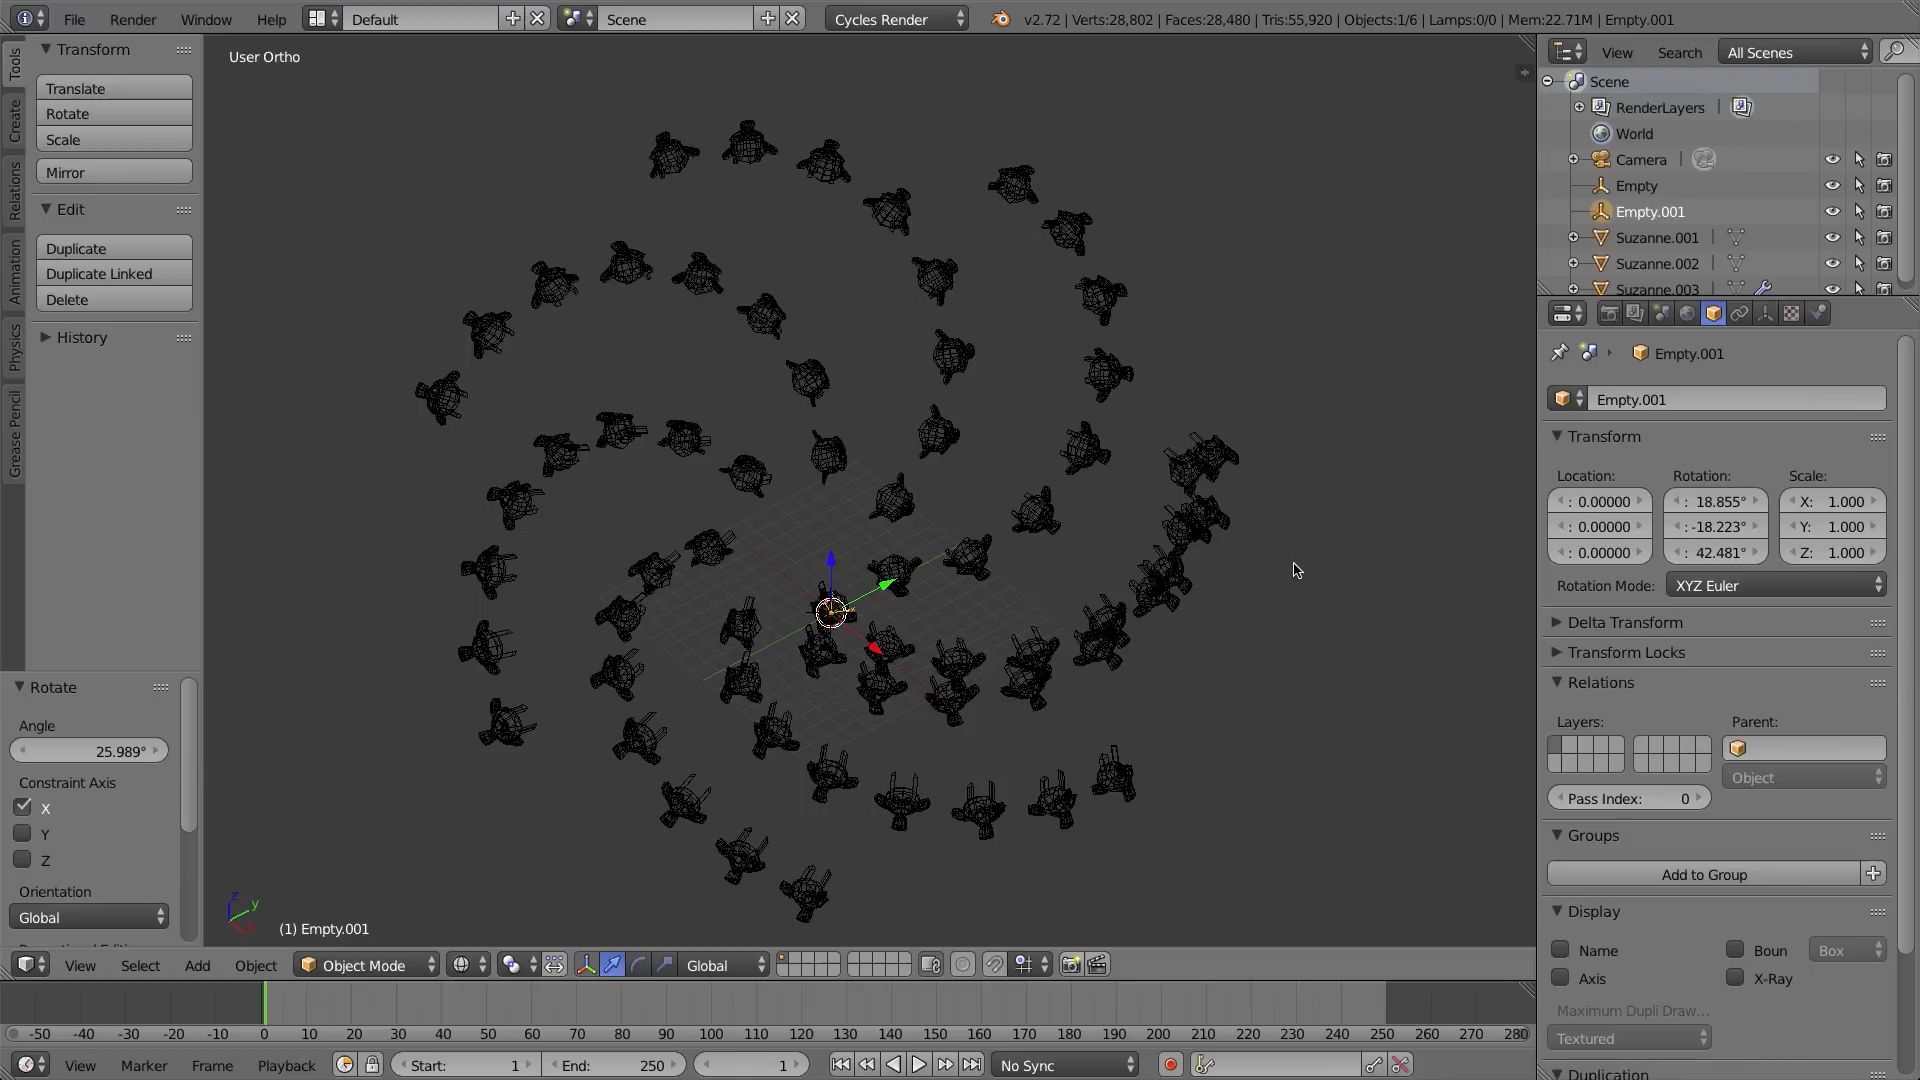 File Render Window Help Default Scene Cycles Render v2.72 | Verts:28,802 | Faces:28,480 | Tris:55,920 | Objects:1/6 | Lamps:0/0 | Mem:22.71M | Empty.001
Tools
Create
Relations
Animation
Physics
Grease Pencil
Transform
Translate
Rotate
Scale
Mirror
Edit
Duplicate
Duplicate Linked
Delete
History
Rotate
Angle
25.989°
Constraint Axis
X
Y
Z
Orientation
Global
User Ortho
z
y
x
(1) Empty.001
View Search All Scenes
Scene
RenderLayers |
World
Camera |
Empty
Empty.001
Suzanne.001 |
Suzanne.002 |
Suzanne.003 |
Empty.001
Empty.001
Transform
Location: Rotation: Scale:
: 0.00000 : 18.855° X: 1.000
: 0.00000 : -18.223° Y: 1.000
: 0.00000 : 42.481° Z: 1.000
Rotation Mode: XYZ Euler
Delta Transform
Transform Locks
Relations
Layers: Parent:
Object
Pass Index: 0
Groups
Add to Group
Display
Name Boun Box
Axis X-Ray
Maximum Dupli Draw...
Textured
Duplication
View Select Add Object Object Mode Global
-50 -40 -30 -20 -10 0 10 20 30 40 50 60 70 80 90 100 110 120 130 140 150 160 170 180 190 200 210 220 230 240 250 260 270 280
View Marker Frame Playback Start: 1 End: 250 1 No Sync